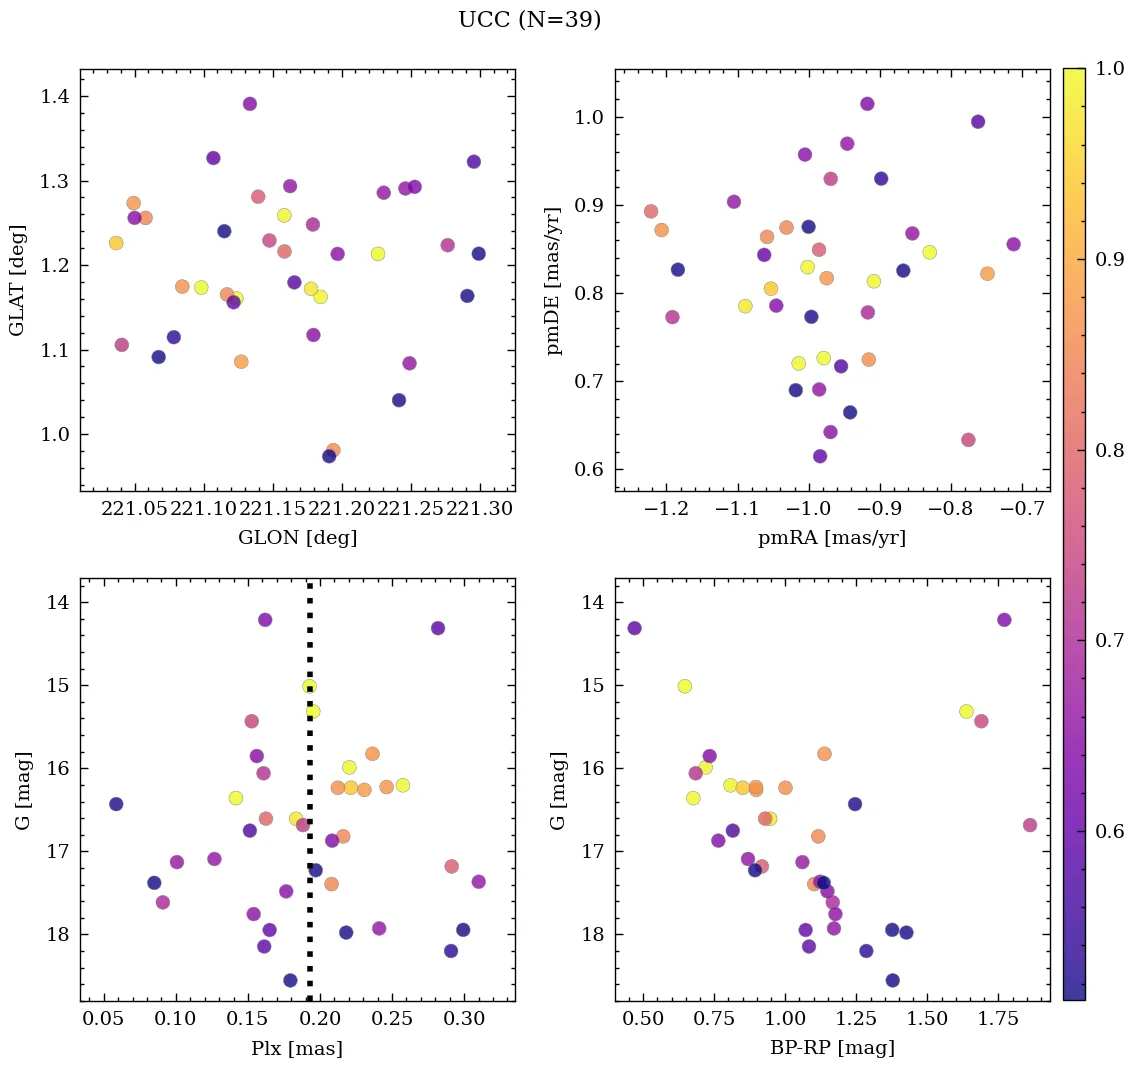 UCC (N=39)
1.4
1.3
1.2
1.1
1.0
GLAT [deg]
221.05 221.10 221.15 221.20 221.25 221.30
GLON [deg]
1.0
0.9
0.8
0.7
0.6
pmDE [mas/yr]
−1.2 −1.1 −1.0 −0.9 −0.8 −0.7
pmRA [mas/yr]
14
15
16
17
18
G [mag]
0.05 0.10 0.15 0.20 0.25 0.30
Plx [mas]
14
15
16
17
18
G [mag]
0.50 0.75 1.00 1.25 1.50 1.75
BP-RP [mag]
1.0
0.9
0.8
0.7
0.6